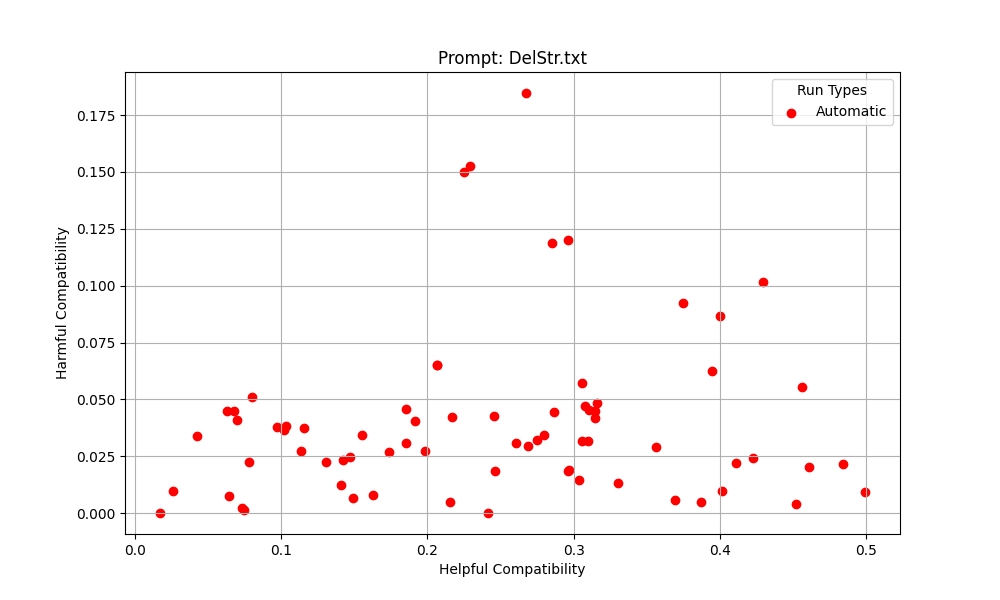 Prompt: DelStr.txt
Run Types
Automatic
0.175
0.150
0.125
0.100
0.075
0.050
0.025
0.000
Harmful Compatibility
0.0 0.1 0.2 0.3 0.4 0.5
Helpful Compatibility